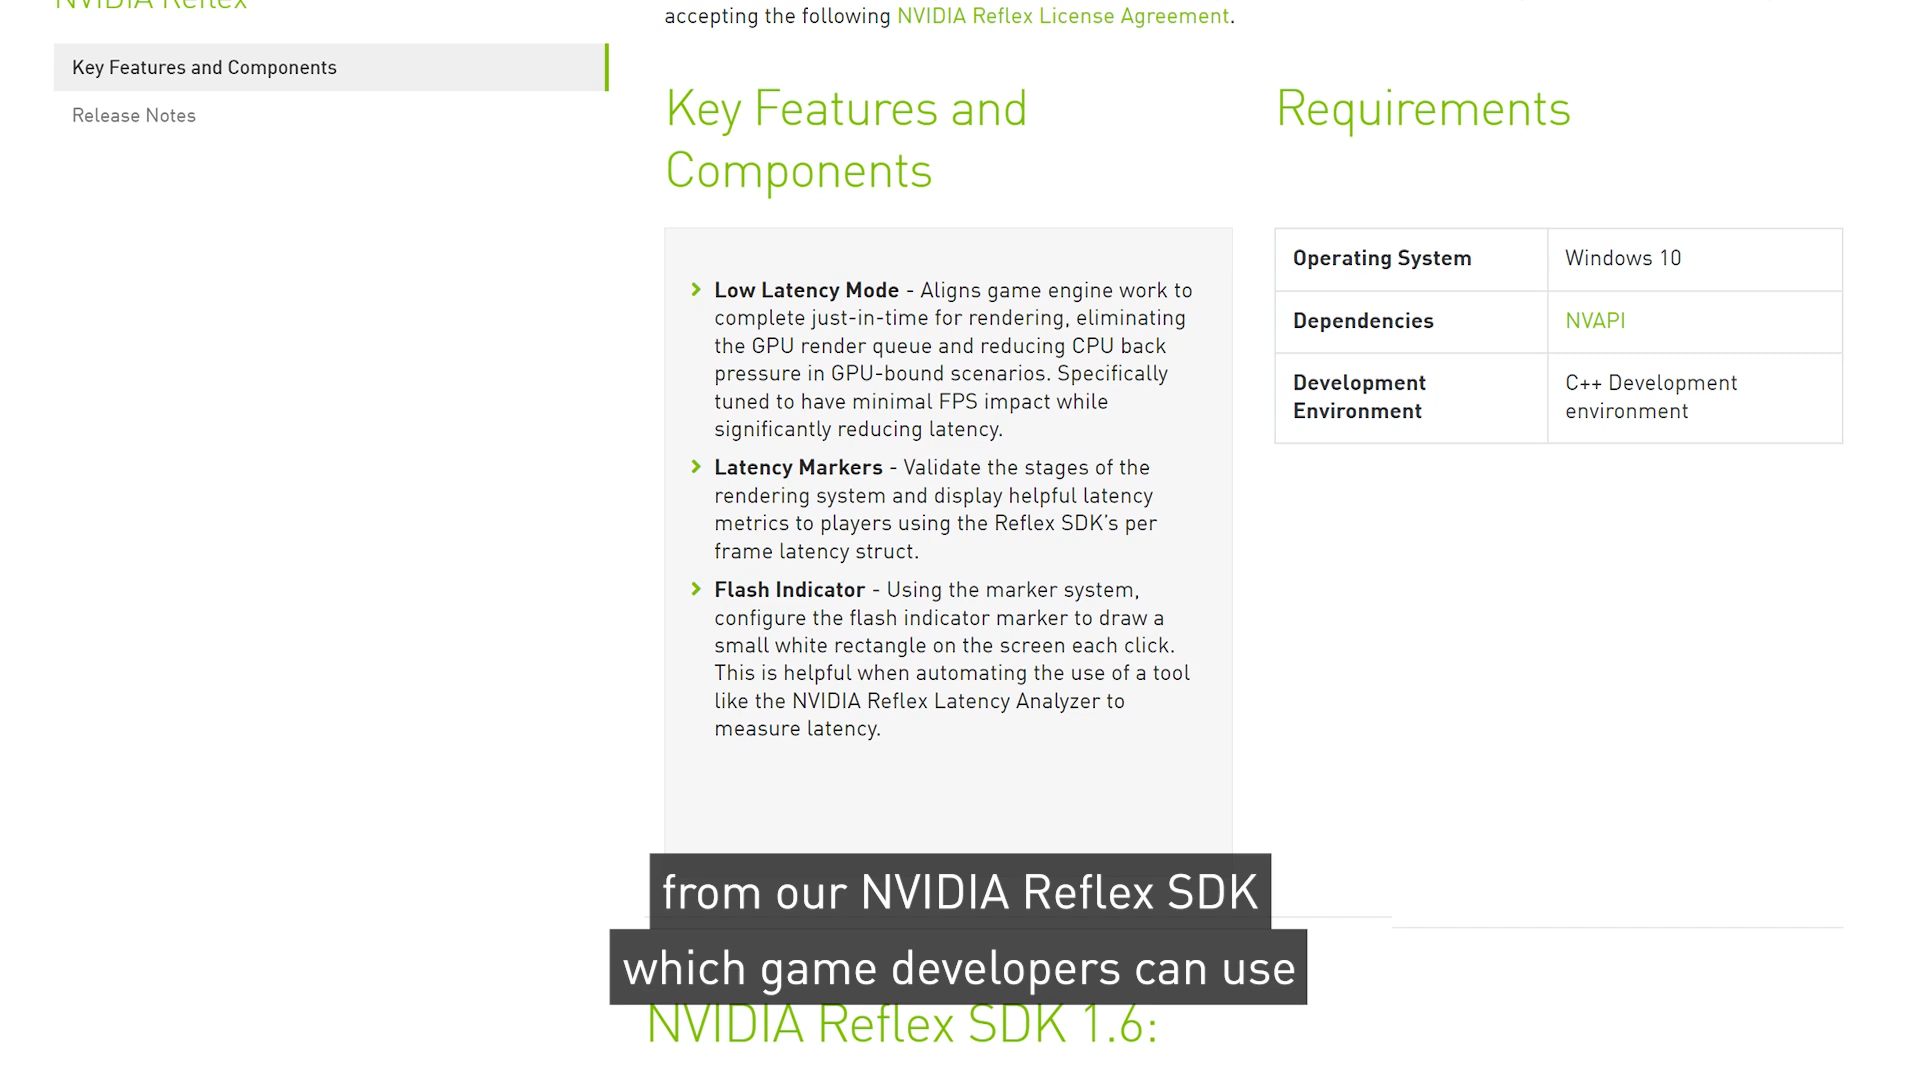 NVIDIA Reflex
Key Features and Components
Release Notes
accepting the following NVIDIA Reflex License Agreement.
Key Features and
Components
Low Latency Mode - Aligns game engine work to
complete just-in-time for rendering, eliminating
the GPU render queue and reducing CPU back
pressure in GPU-bound scenarios. Specifically
tuned to have minimal FPS impact while
significantly reducing latency.
Latency Markers - Validate the stages of the
rendering system and display helpful latency
metrics to players using the Reflex SDK's per
frame latency struct.
Flash Indicator - Using the marker system,
configure the flash indicator marker to draw a
small white rectangle on the screen each click.
This is helpful when automating the use of a tool
like the NVIDIA Reflex Latency Analyzer to
measure latency.
Requirements
Operating System Windows 10
Dependencies NVAPI
Development C++ Development
Environment environment
from our NVIDIA Reflex SDK
which game developers can use
NVIDIA Reflex SDK 1.6: